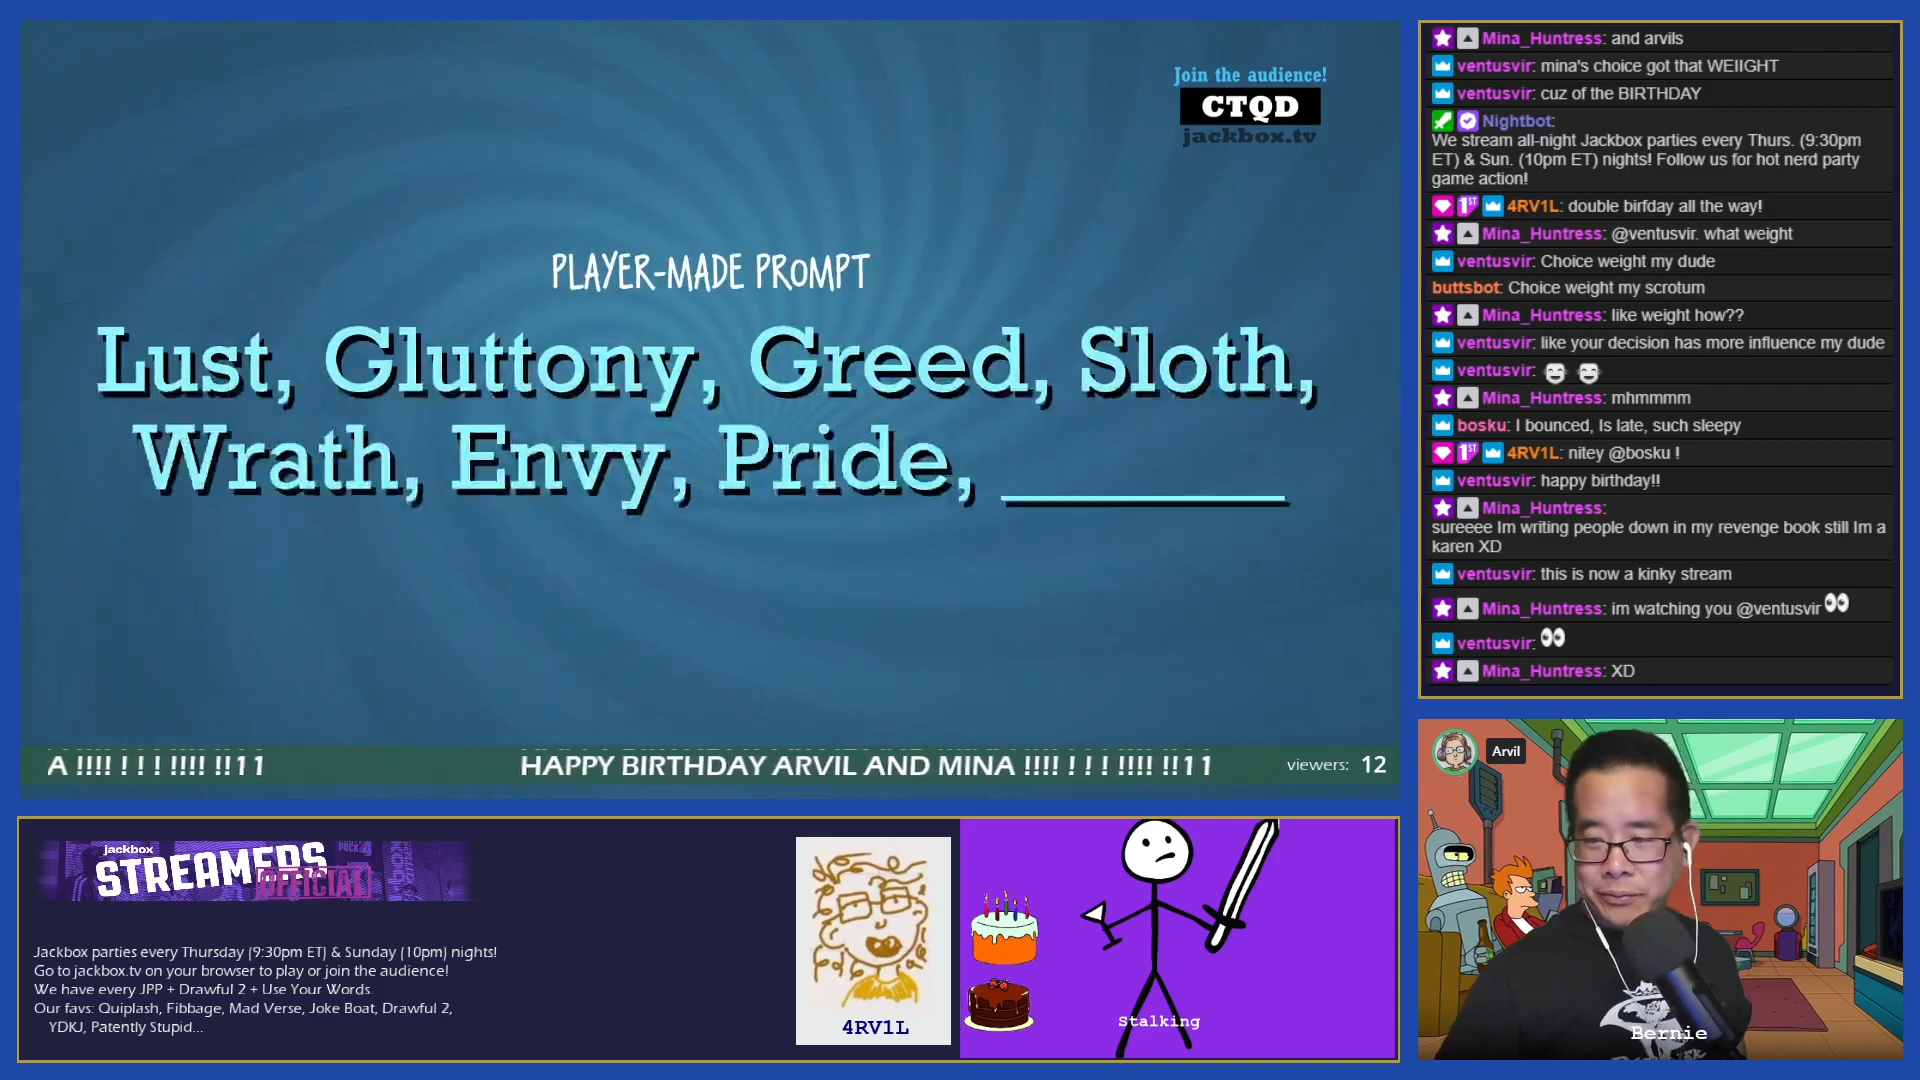 Join the audience!
CTQD
jackbox.tv
PLAYER-MADE PROMPT
Lust, Gluttony, Greed, Sloth,
Wrath, Envy, Pride, ________
A !!!! ! ! ! !!!! !!11
HAPPY BIRTHDAY ARVIL AND MINA !!!! ! ! ! !!!! !!11
viewers: 12
Mina_Huntress: and arvils
ventusvir: mina's choice got that WEIIGHT
ventusvir: cuz of the BIRTHDAY
Nightbot:
We stream all-night Jackbox parties every Thurs. (9:30pm
ET) & Sun. (10pm ET) nights! Follow us for hot nerd party
game action!
1ST 4RV1L: double birfday all the way!
Mina_Huntress: @ventusvir. what weight
ventusvir: Choice weight my dude
buttsbot: Choice weight my scrotum
Mina_Huntress: like weight how??
ventusvir: like your decision has more influence my dude
ventusvir:
Mina_Huntress: mhmmmm
bosku: I bounced, Is late, such sleepy
1ST 4RV1L: nitey @bosku !
ventusvir: happy birthday!!
Mina_Huntress:
sureeee Im writing people down in my revenge book still Im a
karen XD
ventusvir: this is now a kinky stream
Mina_Huntress: im watching you @ventusvir
ventusvir:
Mina_Huntress: XD
jackbox
STREAMERS
OFFICIAL
Jackbox parties every Thursday (9:30pm ET) & Sunday (10pm) nights!
Go to jackbox.tv on your browser to play or join the audience!
We have every JPP + Drawful 2 + Use Your Words.
Our favs: Quiplash, Fibbage, Mad Verse, Joke Boat, Drawful 2,
YDKJ, Patently Stupid...
4RV1L
Stalking
Arvil
Bernie